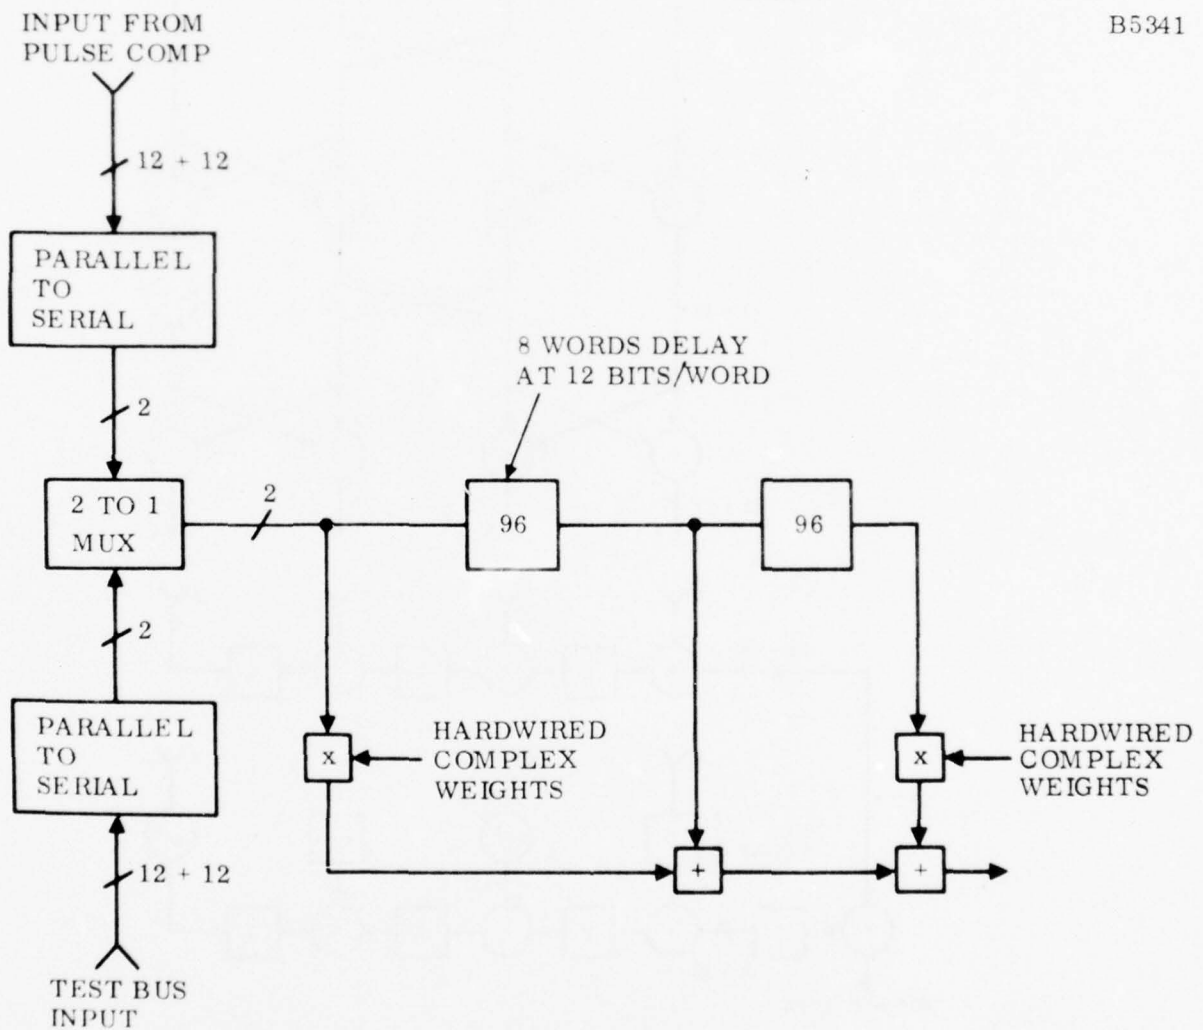 INPUT FROM
PULSE COMP
B5341
12 + 12
PARALLEL
TO
SERIAL
8 WORDS DELAY
AT 12 BITS/WORD
2
2 TO 1
MUX
2
96
96
2
PARALLEL
TO
SERIAL
HARDWIRED
COMPLEX
WEIGHTS
x
HARDWIRED
COMPLEX
WEIGHTS
x
12 + 12
+
+
TEST BUS
INPUT